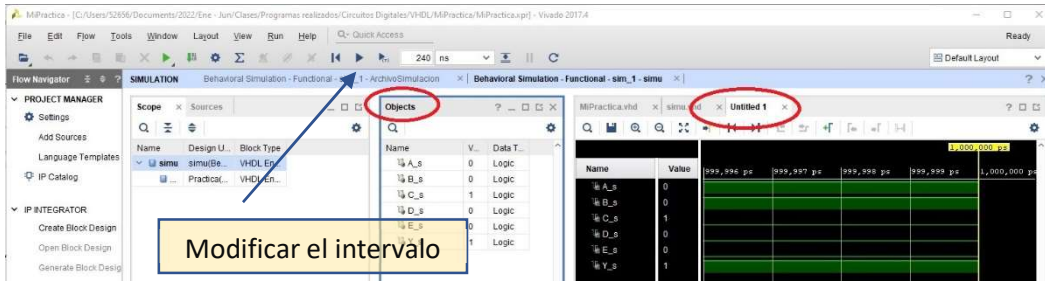 MiPractica - [C:/Users/52656/Documents/2022/Ene - Jun/Clases/Programas realizados/Circuitos Digitales/VHDL/MiPractica/MiPractica.xpr] - Vivado 2017.4
File Edit Flow Tools Window Layout View Run Help Q- Quick Access Ready
240 ns Default Layout
Flow Navigator SIMULATION Behavioral Simulation - Functional - sim_1 - ArchivoSimulacion Behavioral Simulation - Functional - sim_1 - simu
PROJECT MANAGER
Settings
Add Sources
Language Templates
IP Catalog
IP INTEGRATOR
Create Block Design
Open Block Design
Generate Block Desig
Scope Sources
Name Design U... Block Type
simu simu(Be... VHDL En...
... Practica(... VHDL En...
Objects
Name V... Data T...
A_s 0 Logic
B_s 0 Logic
C_s 1 Logic
D_s 0 Logic
E_s 0 Logic
1 Logic
Modificar el intervalo
MiPractica.vhd Untitled 1
1,000,000 ps
Name Value 999,996 ps 999,997 ps 999,998 ps 999,999 ps 1,000,000 ps
A_s 0
B_s 0
C_s 1
D_s 0
E_s 0
Y_s 1